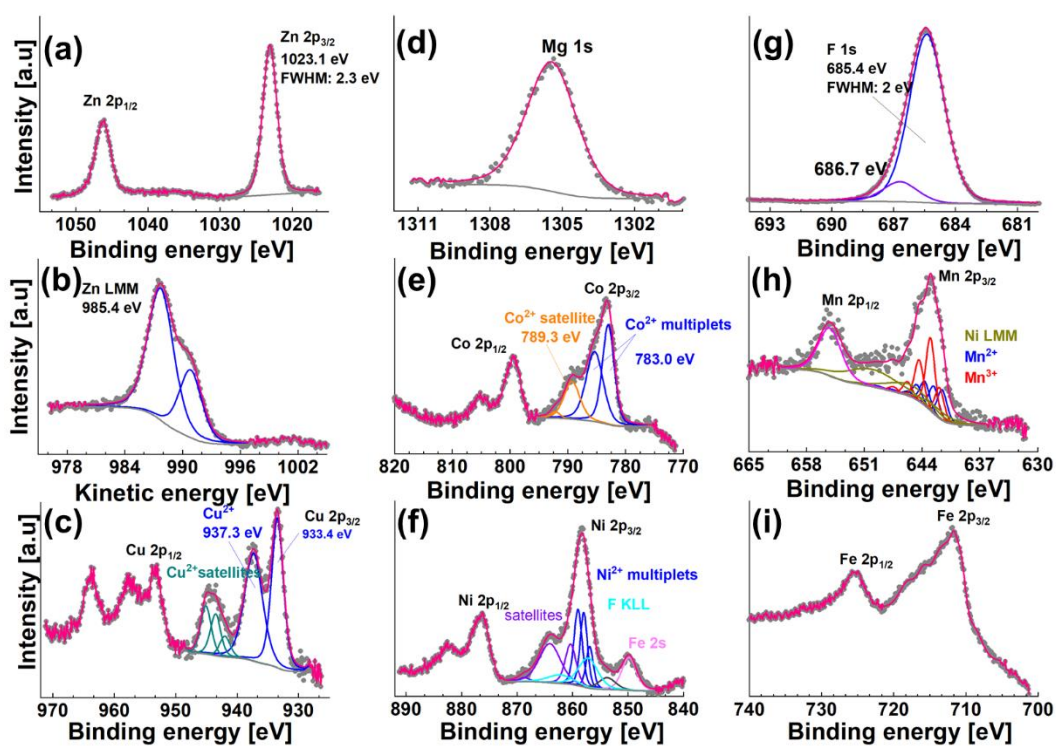 (a)
Zn 2p3/2
1023.1 eV
FWHM: 2.3 eV
Zn 2p1/2
Intensity [a.u]
1050 1040 1030 1020
Binding energy [eV]
(d)
Mg 1s
1311 1308 1305 1302
Binding energy [eV]
(g)
F 1s
685.4 eV
FWHM: 2 eV
686.7 eV
693 690 687 684 681
Binding energy [eV]
(b)
Zn LMM
985.4 eV
Intensity [a.u]
978 984 990 996 1002
Kinetic energy [eV]
(e)
Co 2p3/2
Co2+ satellite
789.3 eV
Co2+ multiplets
783.0 eV
Co 2p1/2
820 810 800 790 780 770
Binding energy [eV]
(h)
Mn 2p3/2
Mn 2p1/2
Ni LMM
Mn2+
Mn3+
665 658 651 644 637 630
Binding energy [eV]
(c)
Cu2+
937.3 eV
Cu 2p3/2
933.4 eV
Cu 2p1/2
Cu2+satellites
Intensity [a.u]
970 960 950 940 930
Binding energy [eV]
(f)
Ni 2p3/2
Ni2+ multiplets
F KLL
Ni 2p1/2
satellites
Fe 2s
890 880 870 860 850 840
Binding energy [eV]
(i)
Fe 2p3/2
Fe 2p1/2
740 730 720 710 700
Binding energy [eV]